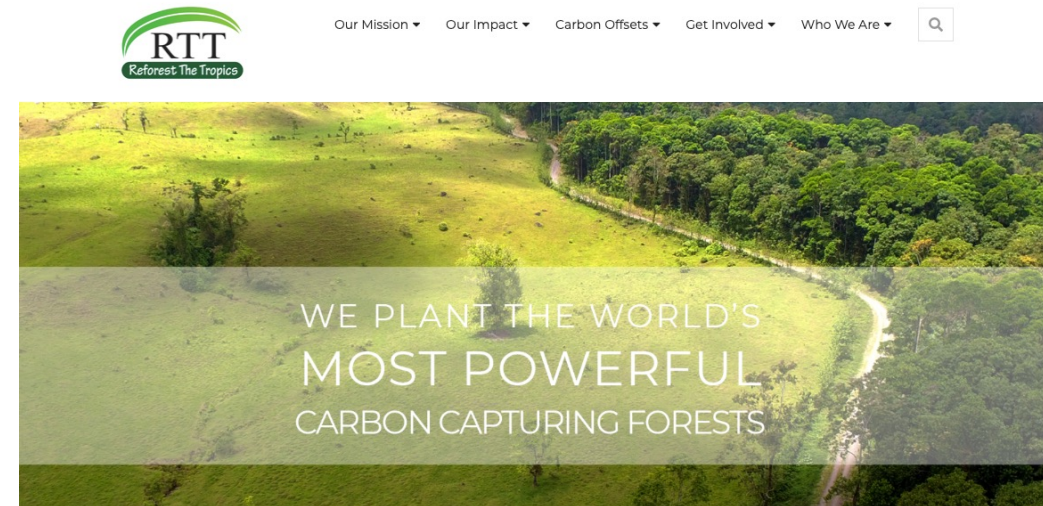 RTT
Reforest The Tropics
Our Mission Our Impact Carbon Offsets Get Involved Who We Are
WE PLANT THE WORLD'S
MOST POWERFUL
CARBON CAPTURING FORESTS